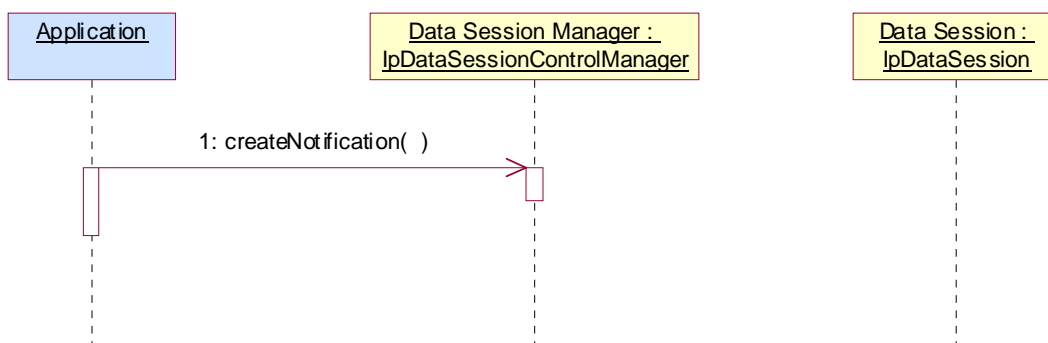 Application
Data Session Manager :
IpDataSessionControlManager
Data Session :
IpDataSession
1: createNotification( )